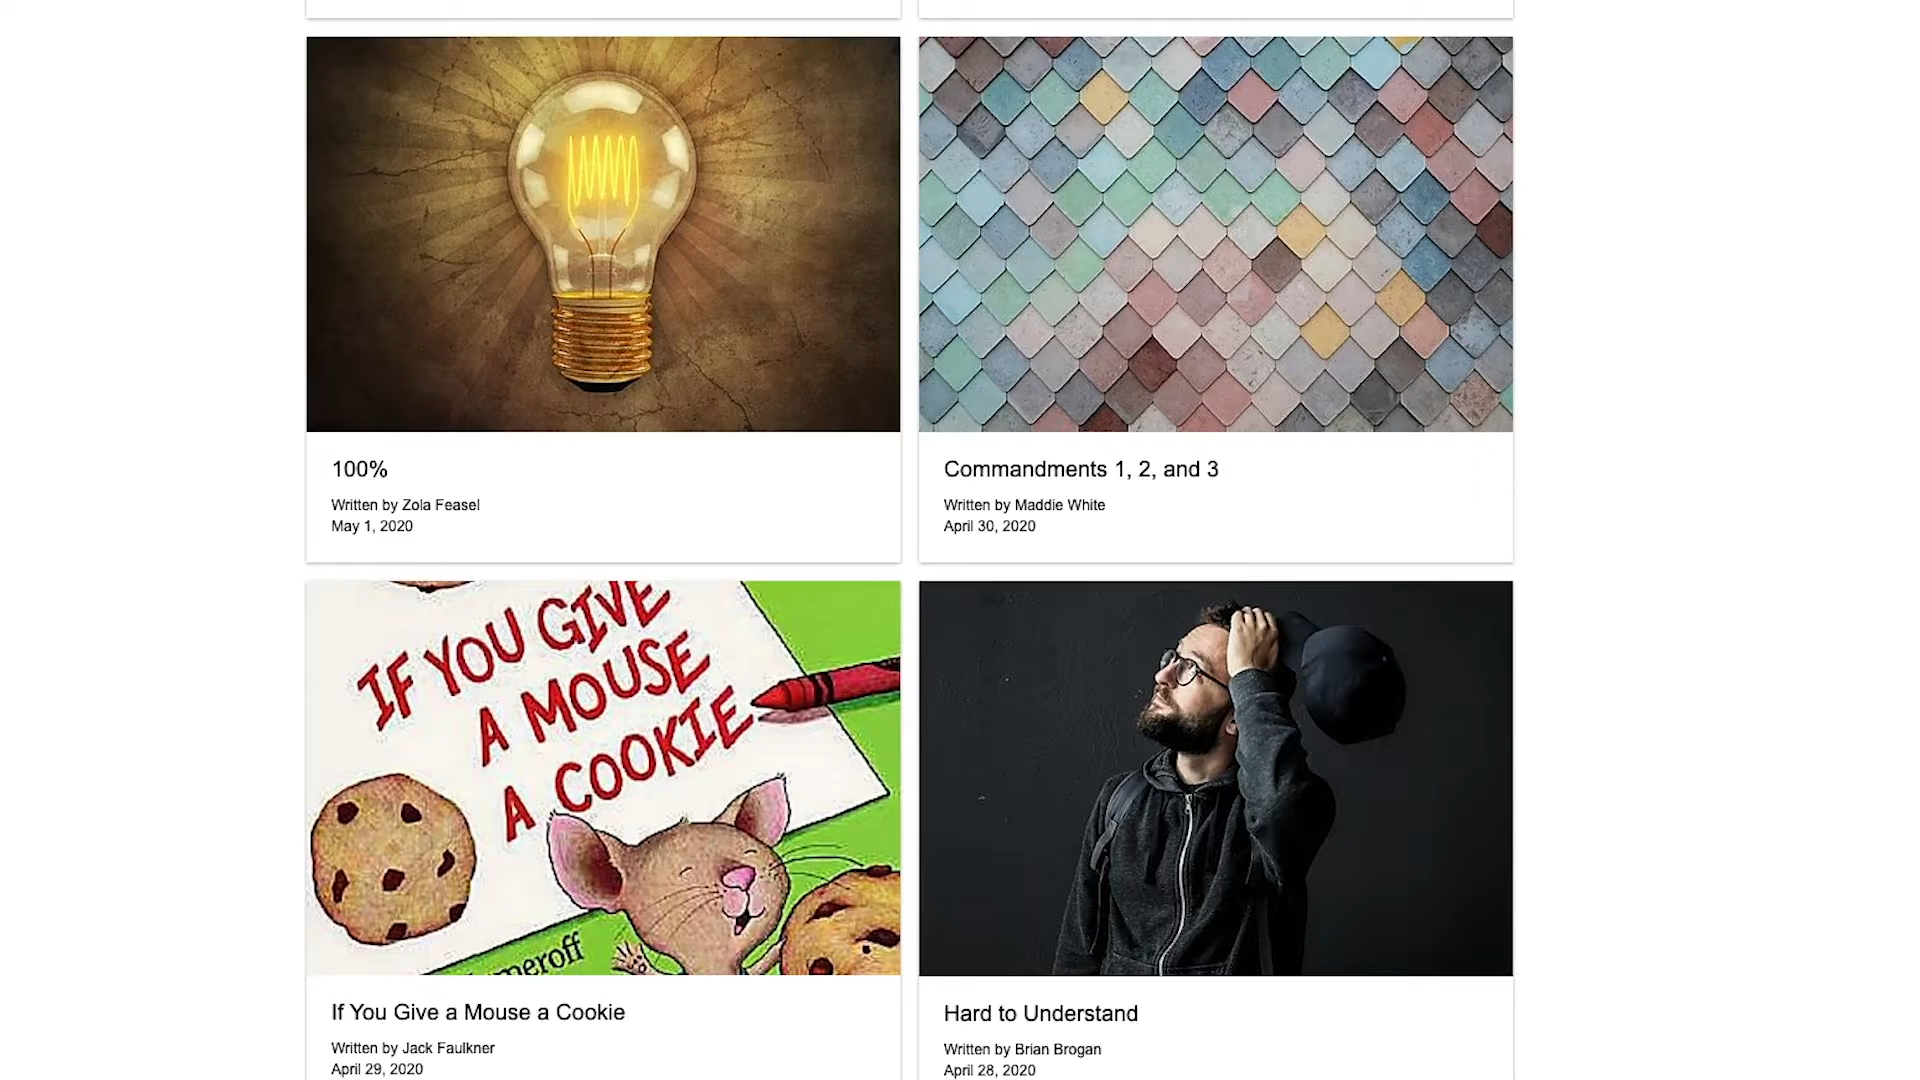 100%
Written by Zola Feasel
May 1, 2020
Commandments 1, 2, and 3
Written by Maddie White
April 30, 2020
IF YOU GIVE
A MOUSE
A COOKIE
If You Give a Mouse a Cookie
Written by Jack Faulkner
April 29, 2020
Hard to Understand
Written by Brian Brogan
April 28, 2020